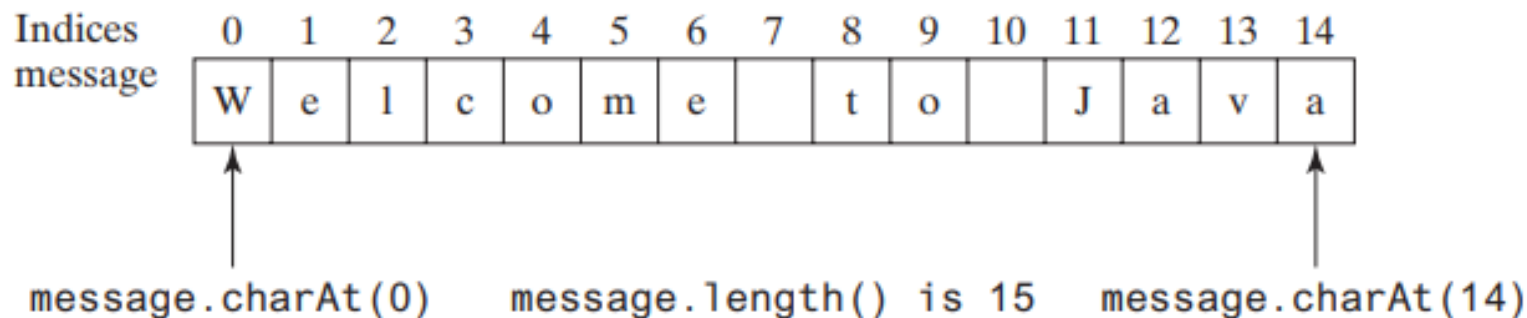 Indices 0 1 2 3 4 5 6 7 8 9 10 11 12 13 14
message W e l c o m e t o J a v a
message.charAt(0) message.length() is 15 message.charAt(14)